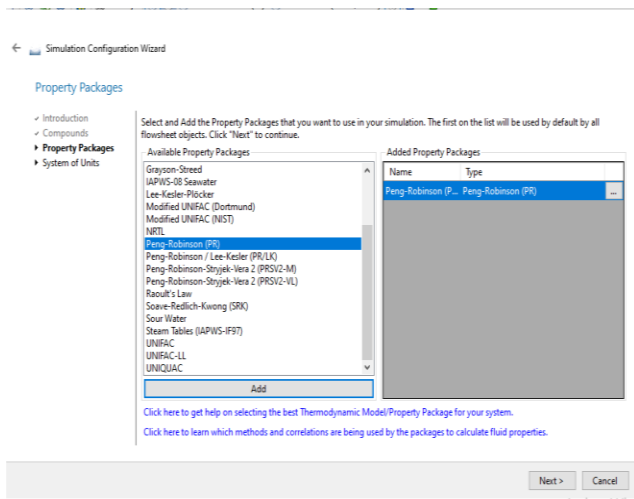 Simulation Configuration Wizard
Property Packages
Introduction
Compounds
Property Packages
System of Units
Select and Add the Property Packages that you want to use in your simulation. The first on the list will be used by default by all
flowsheet objects. Click "Next" to continue.
Available Property Packages
Grayson-Streed
IAPWS-08 Seawater
Lee-Kesler-Plöcker
Modified UNIFAC (Dortmund)
Modified UNIFAC (NIST)
NRTL
Peng-Robinson (PR)
Peng-Robinson / Lee-Kesler (PR/LK)
Peng-Robinson-Stryjek-Vera 2 (PRSV2-M)
Peng-Robinson-Stryjek-Vera 2 (PRSV2-VL)
Raoult's Law
Soave-Redlich-Kwong (SRK)
Sour Water
Steam Tables (IAPWS-IF97)
UNIFAC
UNIFAC-LL
UNIQUAC
Add
Added Property Packages
Name Type
Peng-Robinson (P... Peng-Robinson (PR) ...
Click here to get help on selecting the best Thermodynamic Model/Property Package for your system.
Click here to learn which methods and correlations are being used by the packages to calculate fluid properties.
Next > Cancel